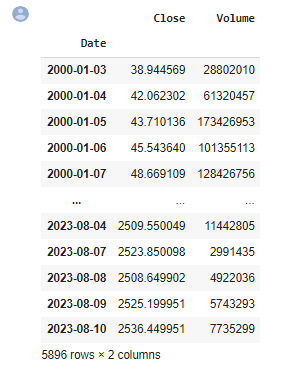 Close Volume
Date
2000-01-03 38.944569 28802010
2000-01-04 42.062302 61320457
2000-01-05 43.710136 173426953
2000-01-06 45.543640 101355113
2000-01-07 48.669109 128426756
... ... ...
2023-08-04 2509.550049 11442805
2023-08-07 2523.850098 2991435
2023-08-08 2508.649902 4922036
2023-08-09 2525.199951 5743293
2023-08-10 2536.449951 7735299
5896 rows × 2 columns